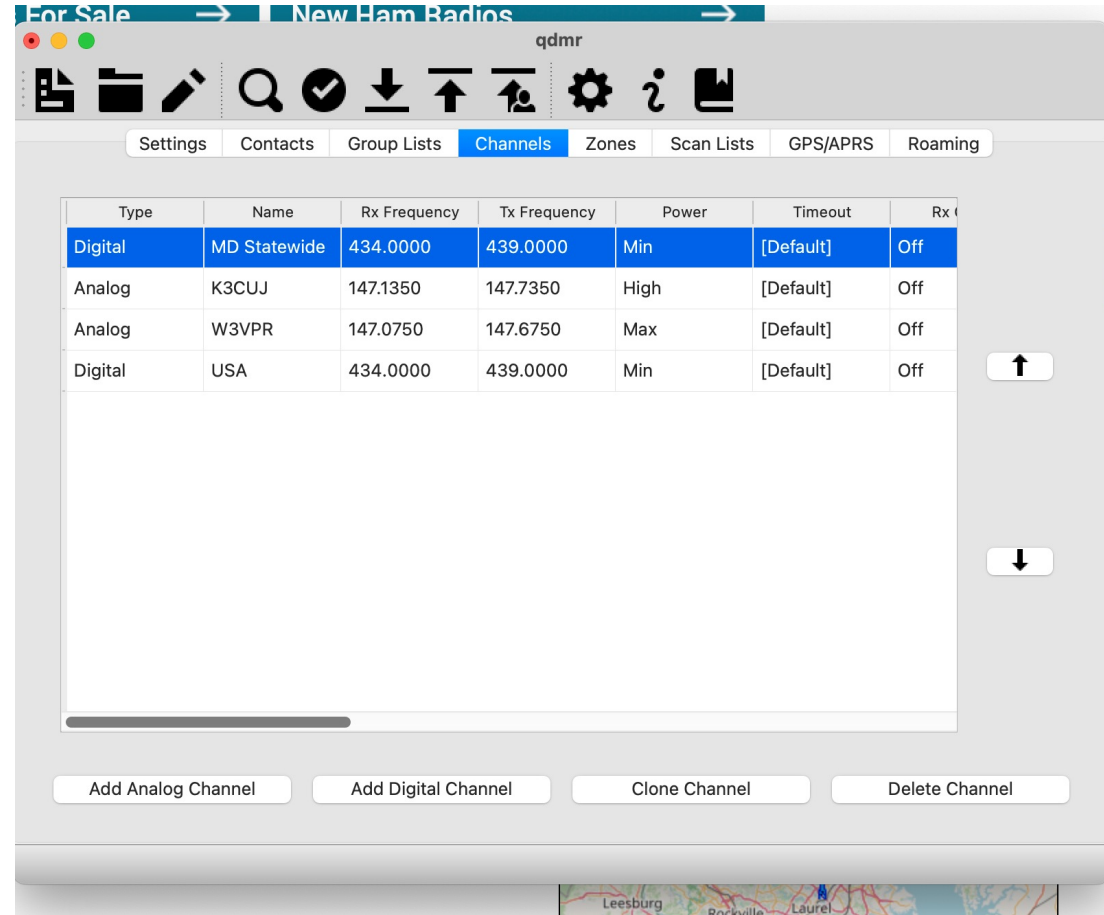 For Sale → New Ham Radios →
qdmr
Settings Contacts Group Lists Channels Zones Scan Lists GPS/APRS Roaming
Type Name Rx Frequency Tx Frequency Power Timeout Rx
Digital MD Statewide 434.0000 439.0000 Min [Default] Off
Analog K3CUJ 147.1350 147.7350 High [Default] Off
Analog W3VPR 147.0750 147.6750 Max [Default] Off
Digital USA 434.0000 439.0000 Min [Default] Off
Add Analog Channel Add Digital Channel Clone Channel Delete Channel
Leesburg Rockville Laurel